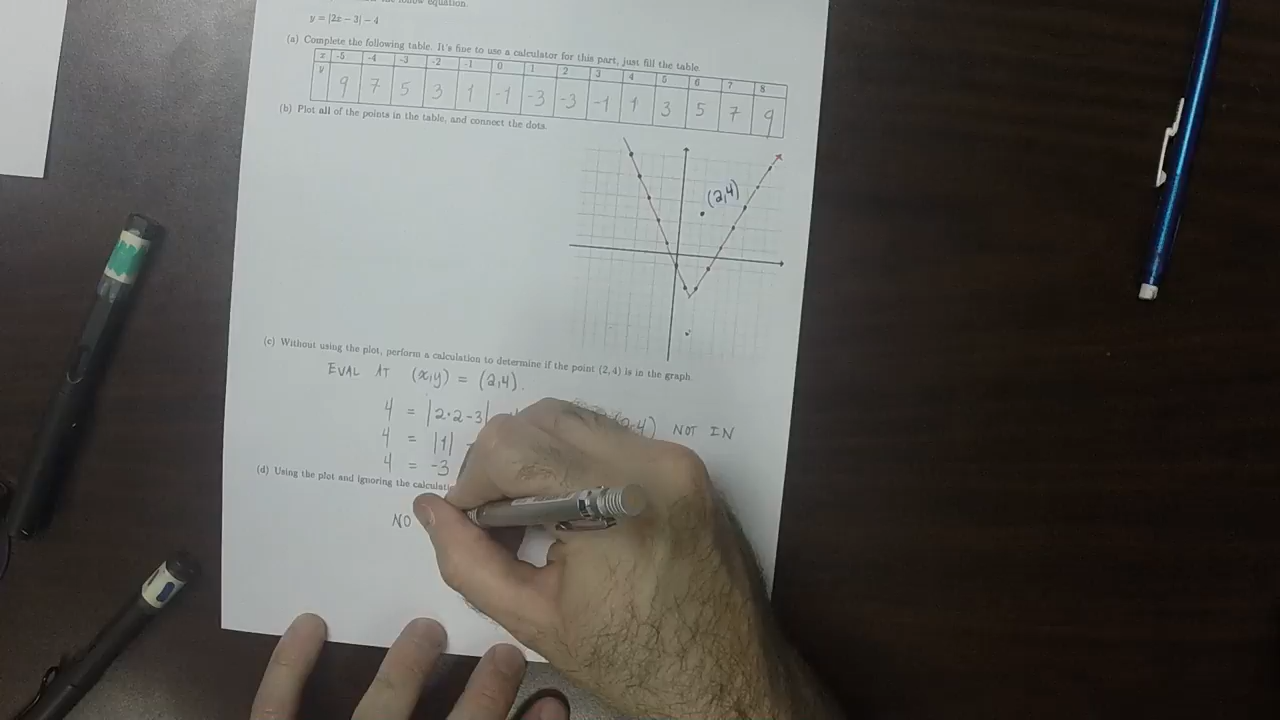 equation.
y = |2x − 3| − 4
(a) Complete the following table. It's fine to use a calculator for this part, just fill the table.
x -5 -4 -3 -2 -1 0 1 2 3 4 5 6 7 8
y 9 7 5 3 1 -1 -3 -3 -1 1 3 5 7 9
(b) Plot all of the points in the table, and connect the dots.
(2,4)
(c) Without using the plot, perform a calculation to determine if the point (2, 4) is in the graph.
EVAL AT (x,y) = (2,4).
4 = |2·2-3|
(2,4) NOT IN
4 = |1| -
4 = -3
(d) Using the plot and ignoring the
NO